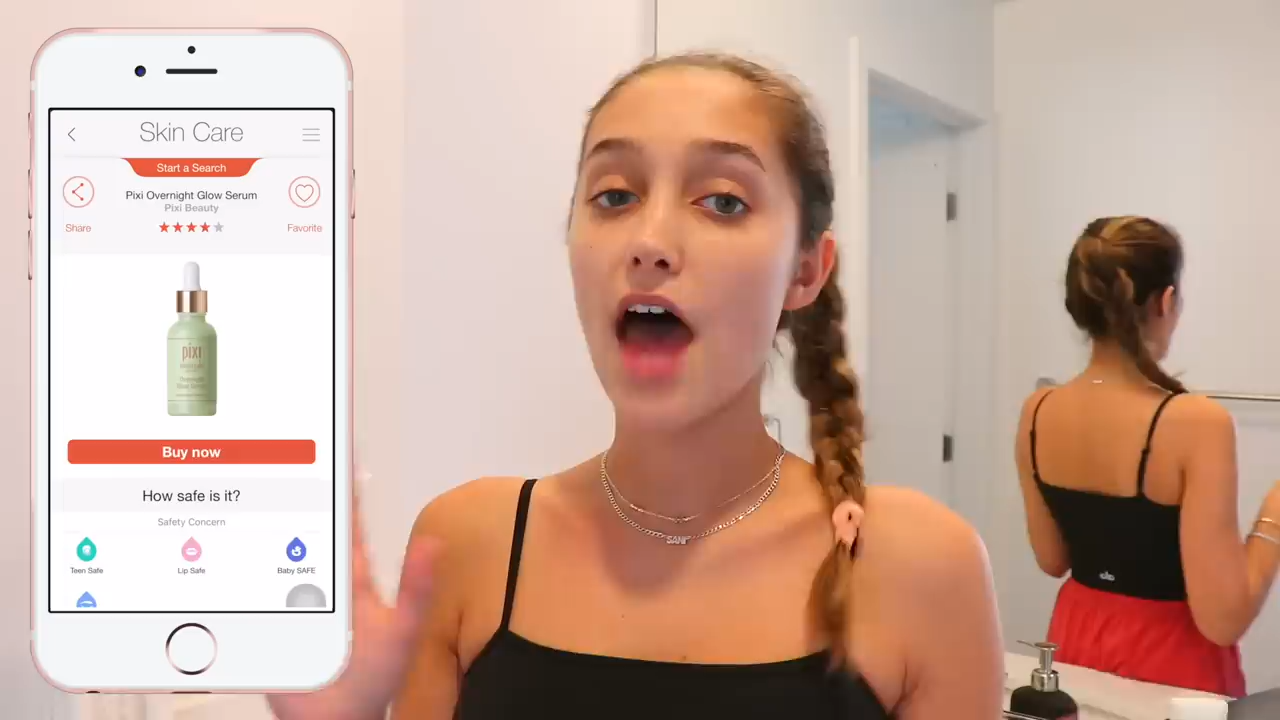 Skin Care
Start a Search
Pixi Overnight Glow Serum
Pixi Beauty
Share
Favorite
pixi
Buy now
How safe is it?
Safety Concern
Teen Safe
Lip Safe
Baby SAFE
alo